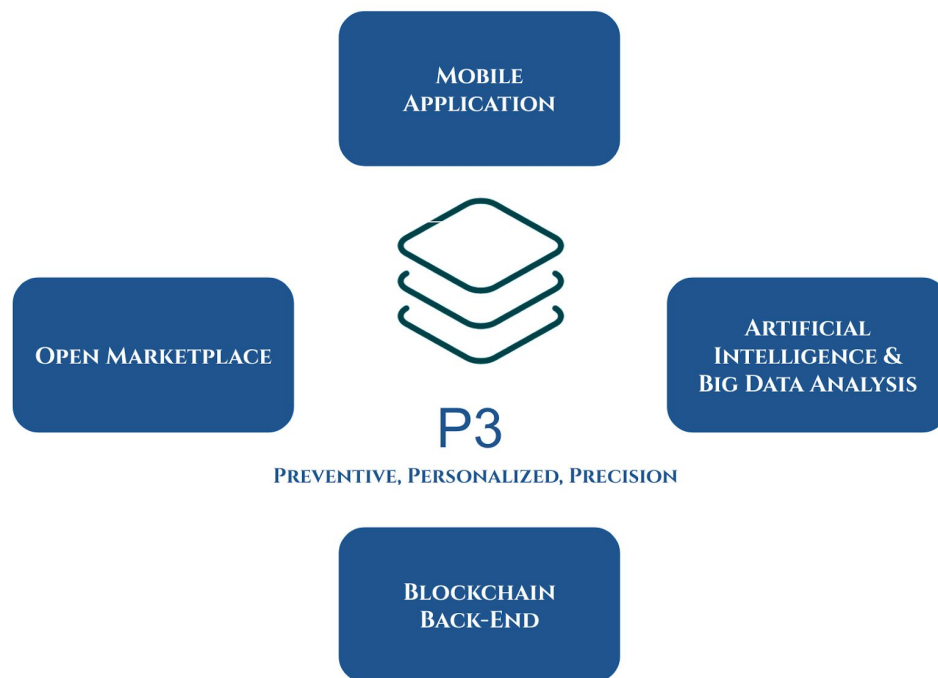 Mobile
Application
Open Marketplace
Artificial
Intelligence &
Big Data Analysis
P3
Preventive, Personalized, Precision
Blockchain
Back-End